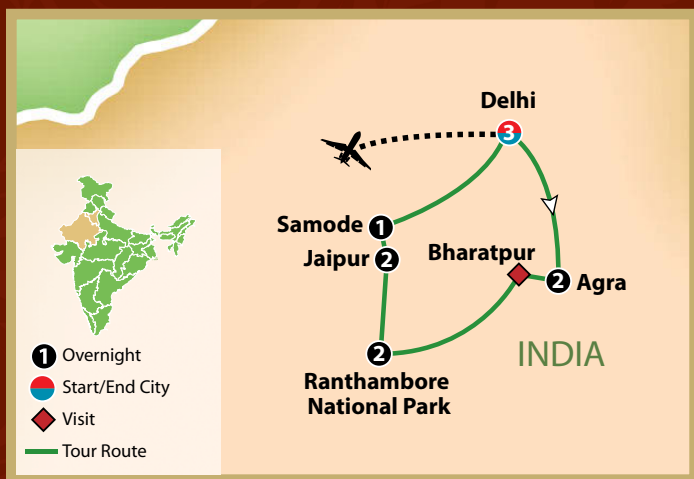 Delhi
3
Samode 1
Jaipur 2
Bharatpur
2 Agra
2
Ranthambore
National Park
INDIA
1 Overnight
Start/End City
Visit
Tour Route